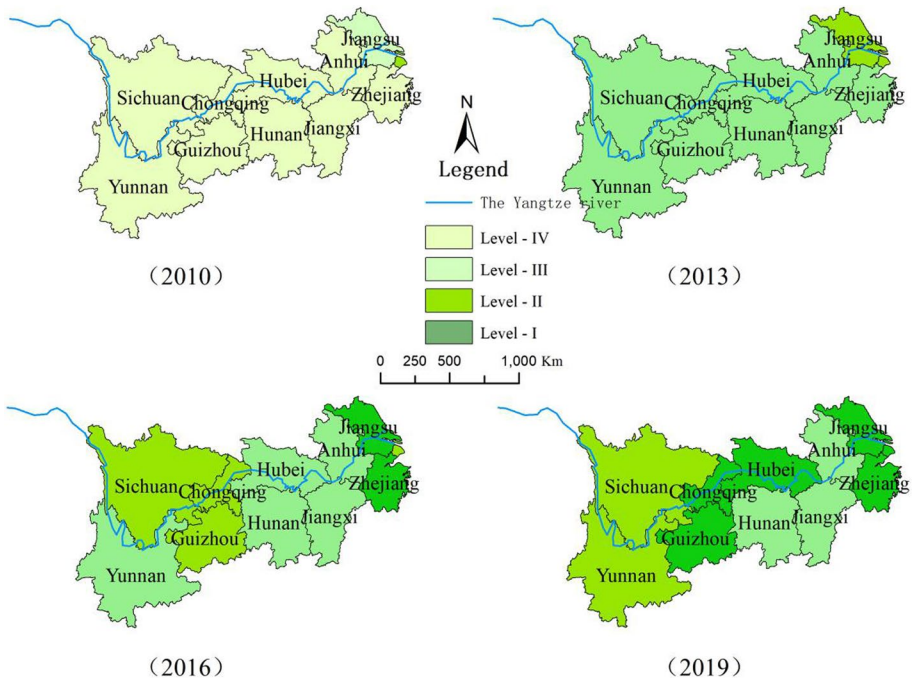 Jiangsu
Anhui
Hubei
Sichuan
Chongqing
Zhejiang
Hunan
Jiangxi
Guizhou
Yunnan
(2010)
Jiangsu
Anhui
Hubei
Sichuan
Chongqing
Zhejiang
Hunan
Jiangxi
Guizhou
Yunnan
(2013)
N
Legend
The Yangtze river
Level - IV
Level - III
Level - II
Level - I
0 250 500 1,000 Km
Jiangsu
Anhui
Hubei
Sichuan
Chongqing
Zhejiang
Hunan
Jiangxi
Guizhou
Yunnan
(2016)
Jiangsu
Anhui
Hubei
Sichuan
Chongqing
Zhejiang
Hunan
Jiangxi
Guizhou
Yunnan
(2019)